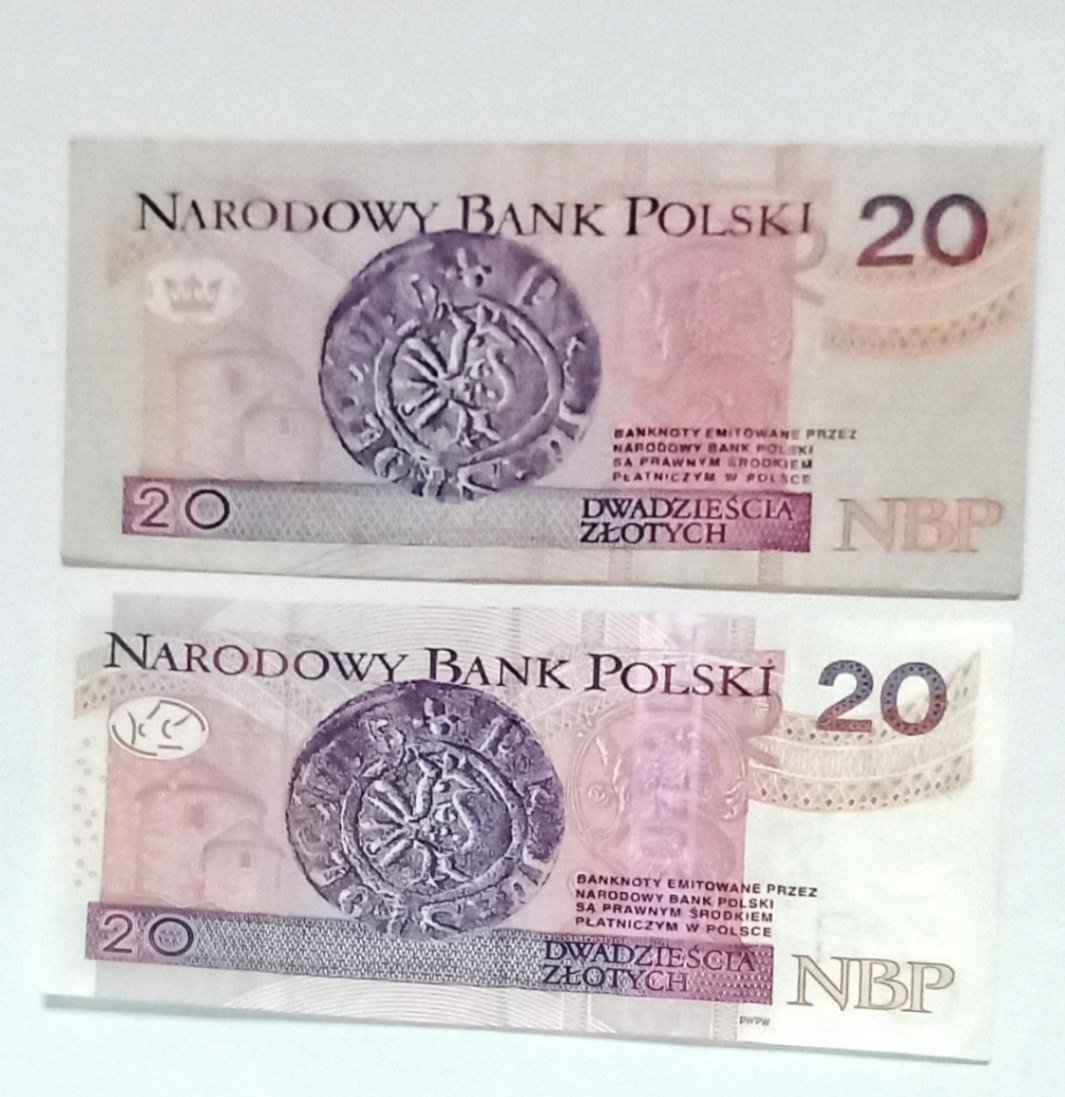 NARODOWY BANK POLSKI 20
BANKNOTY EMITOWANE PRZEZ
NARODOWY BANK POLSKI
SĄ PRAWNYM ŚRODKIEM
PŁATNICZYM W POLSCE
20
DWADZIEŚCIA
ZŁOTYCH
NBP
NARODOWY BANK POLSKI 20
BANKNOTY EMITOWANE PRZEZ
NARODOWY BANK POLSKI
SĄ PRAWNYM ŚRODKIEM
PŁATNICZYM W POLSCE
20
DWADZIEŚCIA
ZŁOTYCH
NBP
PWPW